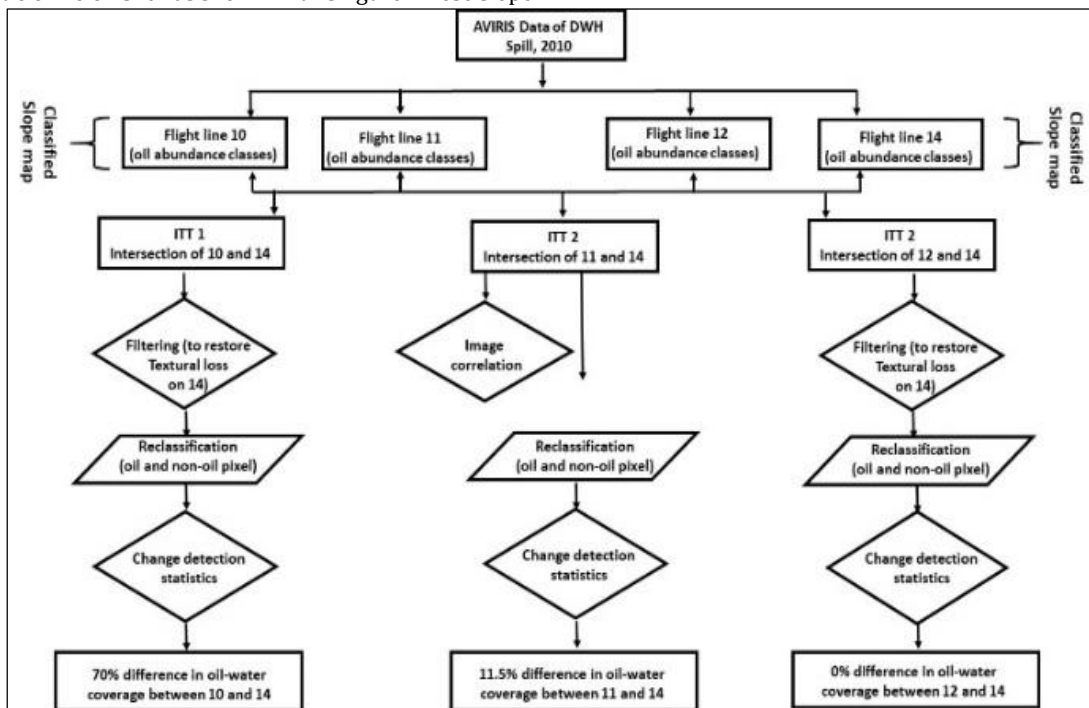 AVIRIS Data of DWH
Spill, 2010
Classified
Slope map
Flight line 10
(oil abundance classes)
Flight line 11
(oil abundance classes)
Flight line 12
(oil abundance classes)
Flight line 14
(oil abundance classes)
Classified
Slope map
ITT 1
Intersection of 10 and 14
ITT 2
Intersection of 11 and 14
ITT 2
Intersection of 12 and 14
Filtering (to restore
Textural loss
on 14)
Image
correlation
Filtering (to restore
Textural loss
on 14)
Reclassification
(oil and non-oil pixel)
Reclassification
(oil and non-oil pixel)
Reclassification
(oil and non-oil pixel)
Change detection
statistics
Change detection
statistics
Change detection
statistics
70% difference in oil-water
coverage between 10 and 14
11.5% difference in oil-water
coverage between 11 and 14
0% difference in oil-water
coverage between 12 and 14